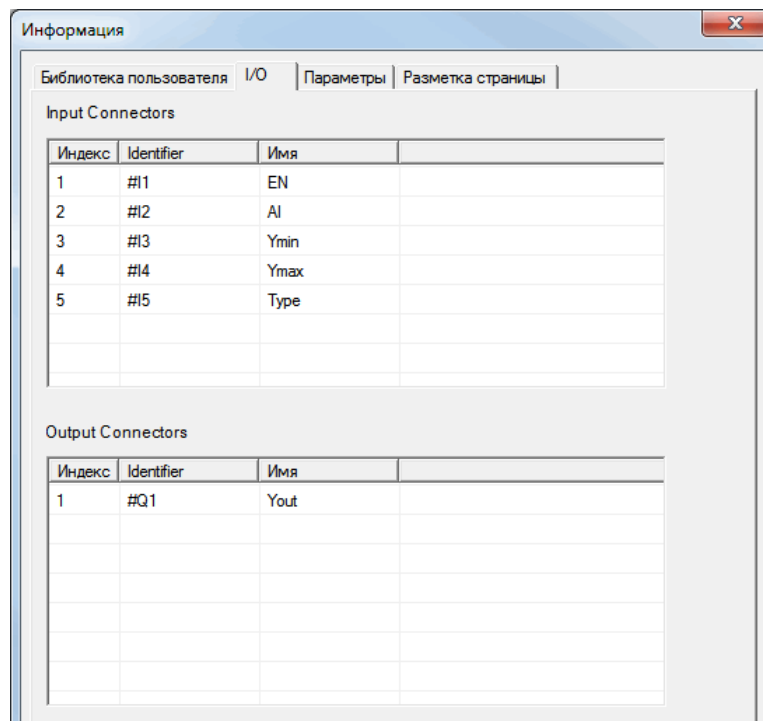 Информация
Библиотека пользователя I/O Параметры Разметка страницы
Input Connectors
Индекс Identifier Имя
1 #I1 EN
2 #I2 AI
3 #I3 Ymin
4 #I4 Ymax
5 #I5 Type
Output Connectors
Индекс Identifier Имя
1 #Q1 Yout